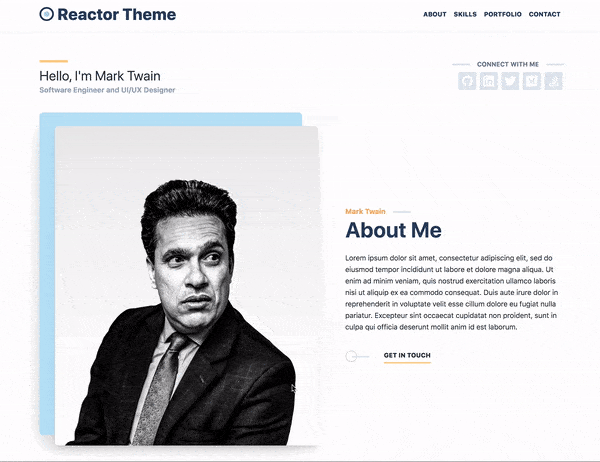 Reactor Theme
ABOUT SKILLS PORTFOLIO CONTACT
Hello, I'm Mark Twain
Software Engineer and UI/UX Designer
CONNECT WITH ME
Mark Twain
About Me
Lorem ipsum dolor sit amet, consectetur adipiscing elit, sed do
eiusmod tempor incididunt ut labore et dolore magna aliqua. Ut
enim ad minim veniam, quis nostrud exercitation ullamco laboris
nisi ut aliquip ex ea commodo consequat. Duis aute irure dolor in
reprehenderit in voluptate velit esse cillum dolore eu fugiat nulla
pariatur. Excepteur sint occaecat cupidatat non proident, sunt in
culpa qui officia deserunt mollit anim id est laborum.
GET IN TOUCH